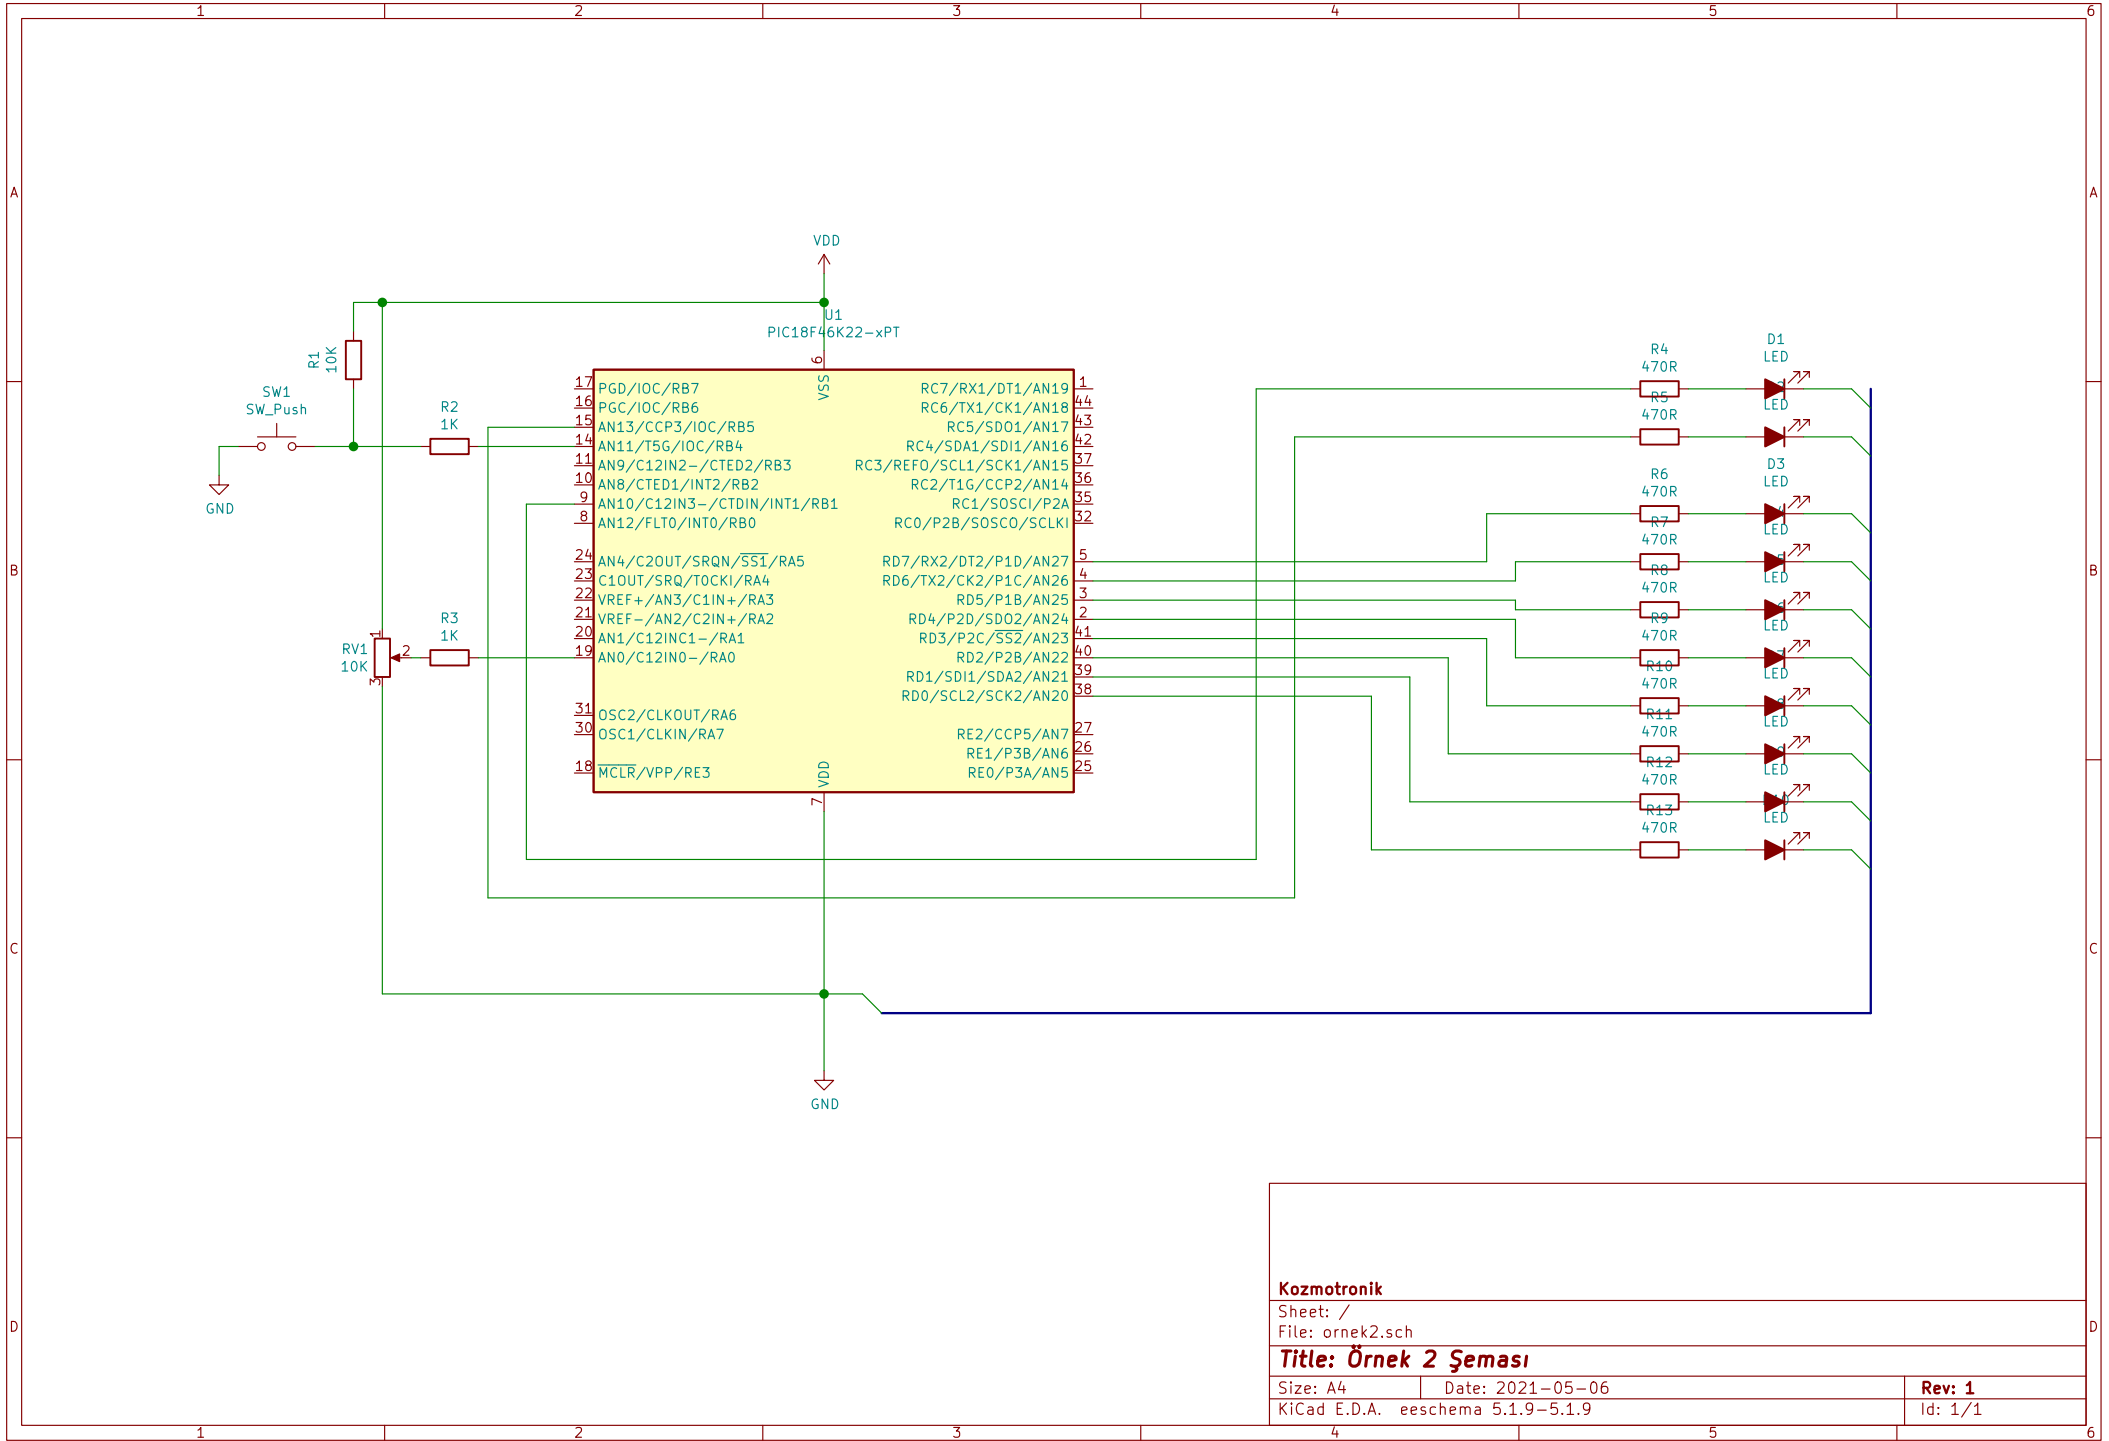 1 2 3 4 5 6
A
A
B
B
C
C
D
D
1 2 3 4 5 6
VDD
U1
PIC18F46K22-xPT
6
VSS
R1
10K
SW1
SW_Push
GND
R2
1K
RV1
10K
1
2
3
R3
1K
17 PGD/IOC/RB7
16 PGC/IOC/RB6
15 AN13/CCP3/IOC/RB5
14 AN11/T5G/IOC/RB4
11 AN9/C12IN2-/CTED2/RB3
10 AN8/CTED1/INT2/RB2
9 AN10/C12IN3-/CTDIN/INT1/RB1
8 AN12/FLT0/INT0/RB0
24 AN4/C2OUT/SRQN/SS1/RA5
23 C1OUT/SRQ/T0CKI/RA4
22 VREF+/AN3/C1IN+/RA3
21 VREF-/AN2/C2IN+/RA2
20 AN1/C12INC1-/RA1
19 AN0/C12IN0-/RA0
31 OSC2/CLKOUT/RA6
30 OSC1/CLKIN/RA7
18 MCLR/VPP/RE3
RC7/RX1/DT1/AN19 1
RC6/TX1/CK1/AN18 44
RC5/SDO1/AN17 43
RC4/SDA1/SDI1/AN16 42
RC3/REFO/SCL1/SCK1/AN15 37
RC2/T1G/CCP2/AN14 36
RC1/SOSCI/P2A 35
RC0/P2B/SOSCO/SCLKI 32
RD7/RX2/DT2/P1D/AN27 5
RD6/TX2/CK2/P1C/AN26 4
RD5/P1B/AN25 3
RD4/P2D/SDO2/AN24 2
RD3/P2C/SS2/AN23 41
RD2/P2B/AN22 40
RD1/SDI1/SDA2/AN21 39
RD0/SCL2/SCK2/AN20 38
RE2/CCP5/AN7 27
RE1/P3B/AN6 26
RE0/P3A/AN5 25
VDD
7
GND
R4
470R
R5
470R
R6
470R
R7
470R
R8
470R
R9
470R
R10
470R
R11
470R
R12
470R
R13
470R
D1
LED
LED
D3
LED
LED
LED
LED
LED
LED
LED
LED
Kozmotronik
Sheet: /
File: ornek2.sch
Title: Örnek 2 Şeması
Size: A4 Date: 2021-05-06 Rev: 1
KiCad E.D.A. eeschema 5.1.9-5.1.9 Id: 1/1